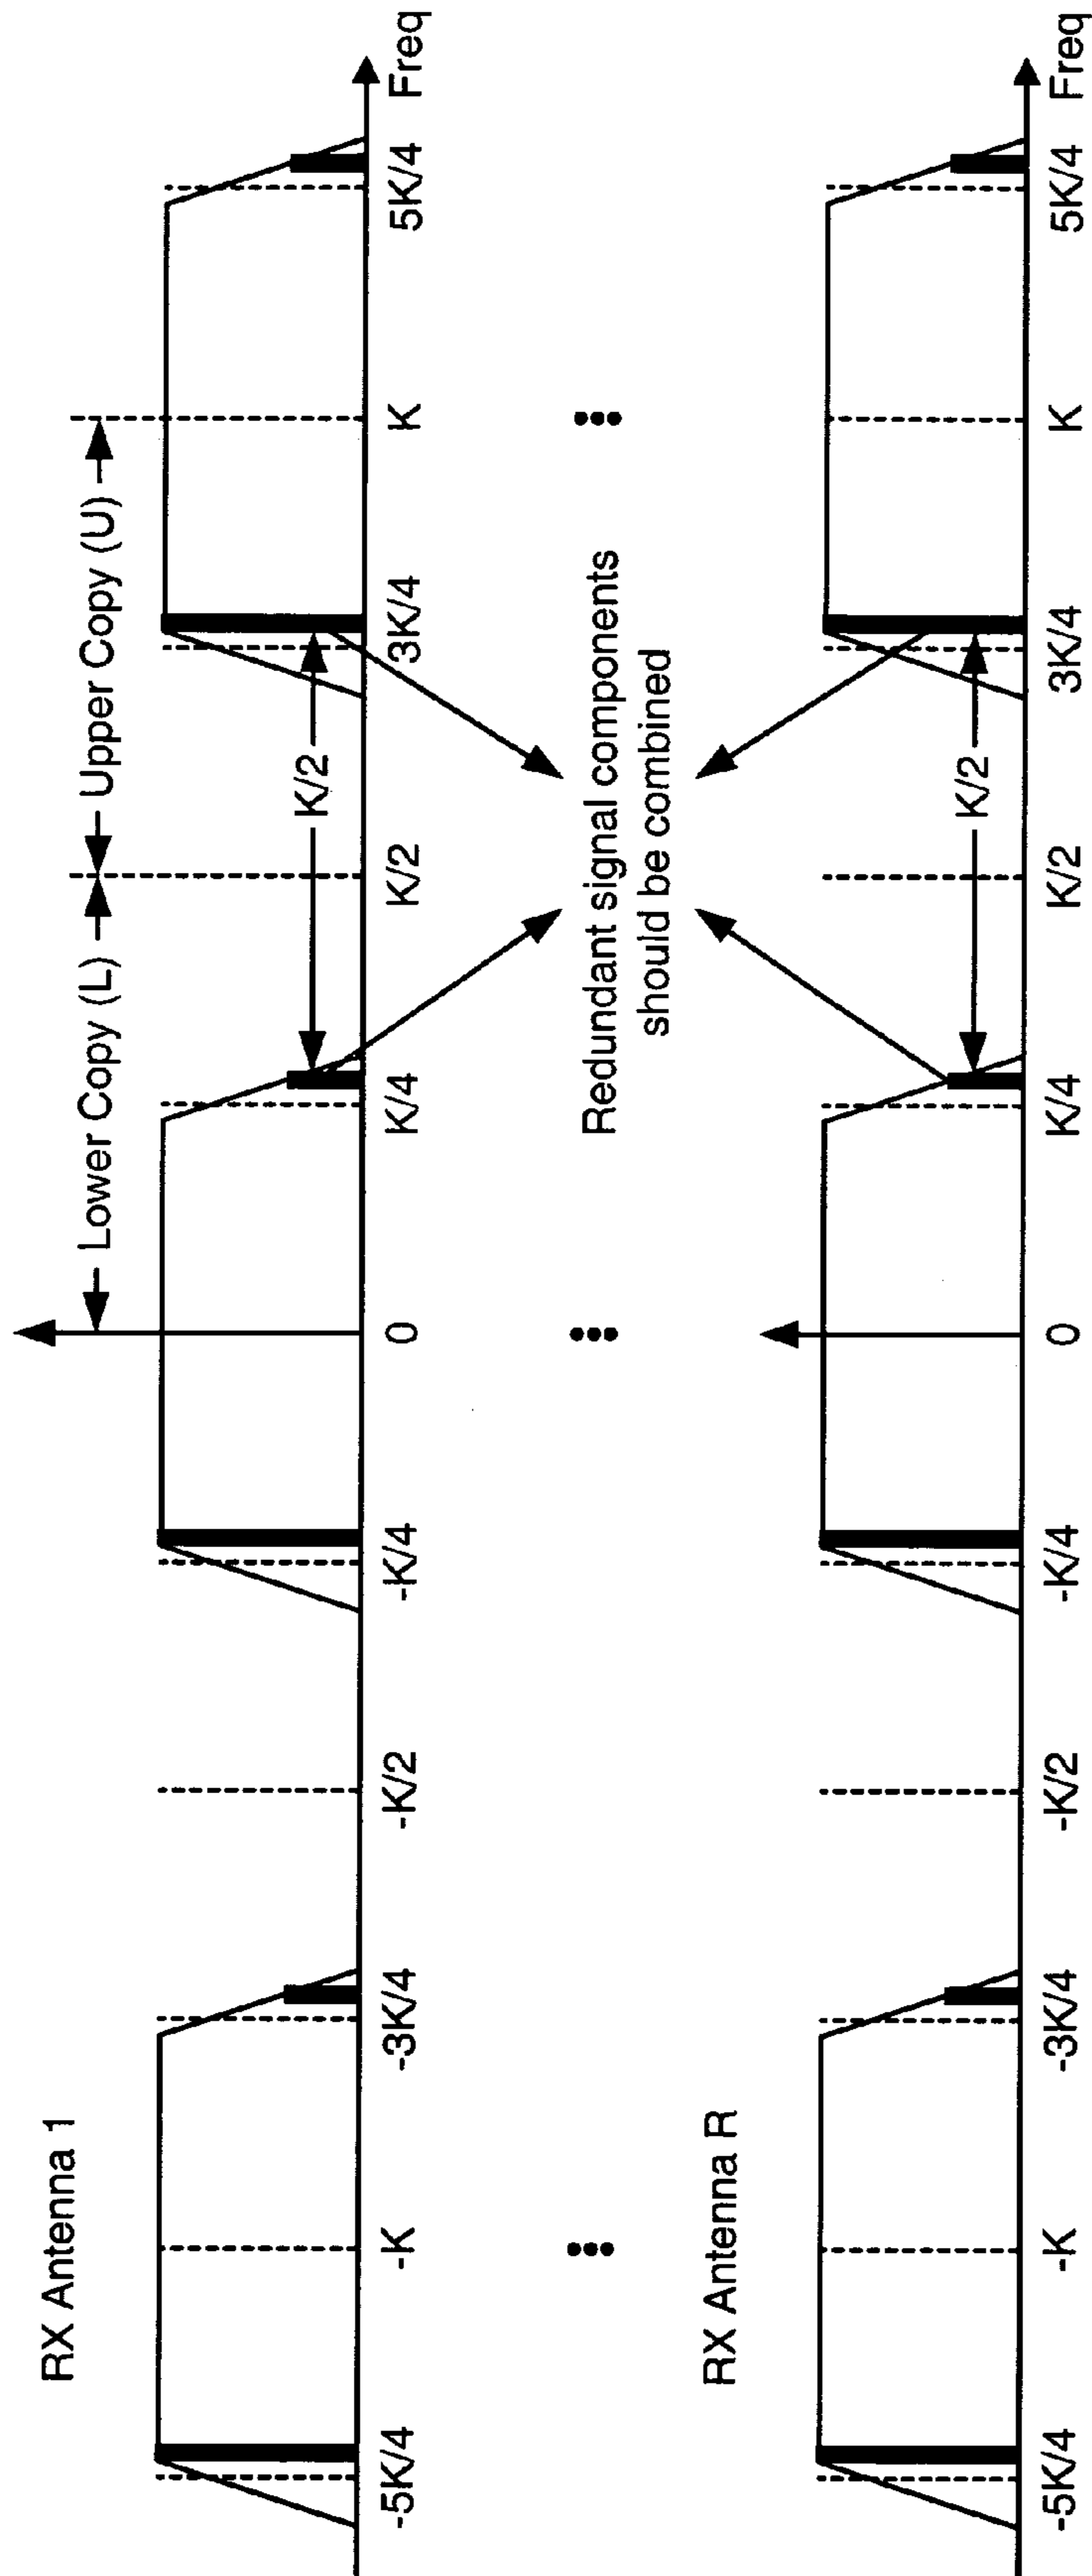 RX Antenna 1
Lower Copy (L)
Upper Copy (U)
K/2
-5K/4
-K
-3K/4
-K/2
-K/4
0
K/4
K/2
3K/4
K
5K/4
Freq
Redundant signal components
should be combined
RX Antenna R
K/2
-5K/4
-K
-3K/4
-K/2
-K/4
0
K/4
K/2
3K/4
K
5K/4
Freq